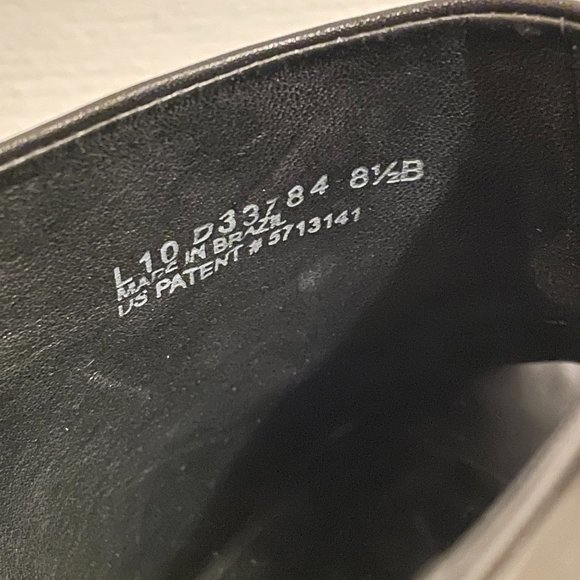 L10 D33784 8½B
MADE IN BRAZIL
US PATENT # 5713141